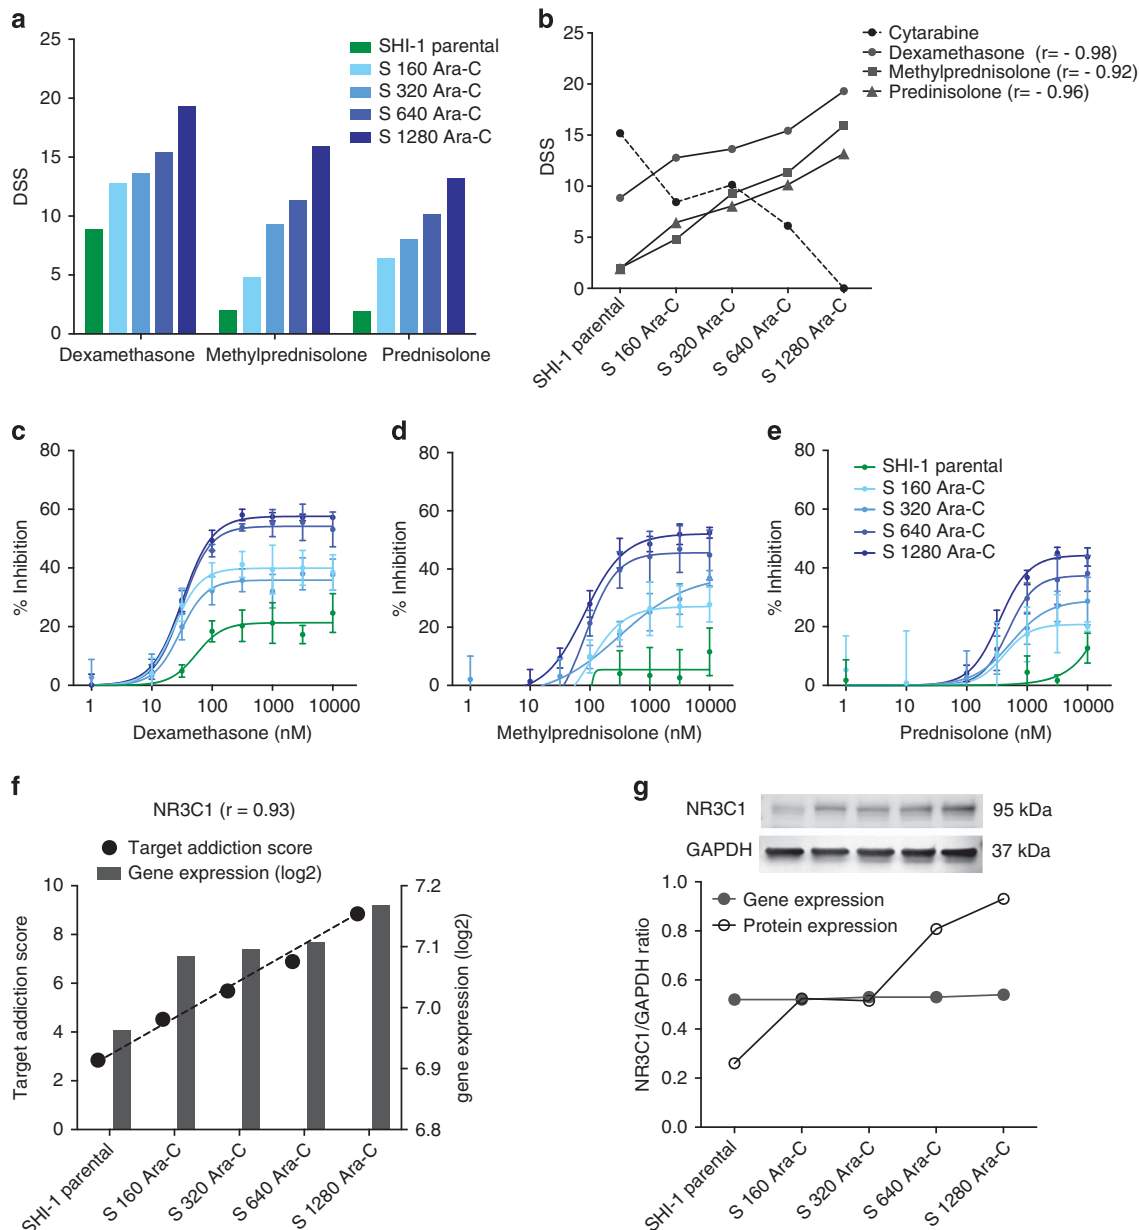 a
25
20
15
10
5
0
DSS
SHI-1 parental
S 160 Ara-C
S 320 Ara-C
S 640 Ara-C
S 1280 Ara-C
Dexamethasone
Methylprednisolone
Prednisolone
b
25
20
15
10
5
0
DSS
Cytarabine
Dexamethasone (r= - 0.98)
Methylprednisolone (r= - 0.92)
Predinisolone (r= - 0.96)
SHI-1 parental
S 160 Ara-C
S 320 Ara-C
S 640 Ara-C
S 1280 Ara-C
c
80
60
40
20
0
% Inhibition
1
10
100
1000
10000
Dexamethasone (nM)
d
80
60
40
20
0
% Inhibition
1
10
100
1000
10000
Methylprednisolone (nM)
e
80
60
40
20
0
% Inhibition
SHI-1 parental
S 160 Ara-C
S 320 Ara-C
S 640 Ara-C
S 1280 Ara-C
1
10
100
1000
10000
Prednisolone (nM)
f
NR3C1 (r = 0.93)
Target addiction score
Gene expression (log2)
10
8
6
4
2
0
Target addiction score
7.2
7.1
7.0
6.9
6.8
gene expression (log2)
SHI-1 parental
S 160 Ara-C
S 320 Ara-C
S 640 Ara-C
S 1280 Ara-C
g
NR3C1
95 kDa
GAPDH
37 kDa
1.0
0.8
0.6
0.4
0.2
0.0
NR3C1/GAPDH ratio
Gene expression
Protein expression
SHI-1 parental
S 160 Ara-C
S 320 Ara-C
S 640 Ara-C
S 1280 Ara-C